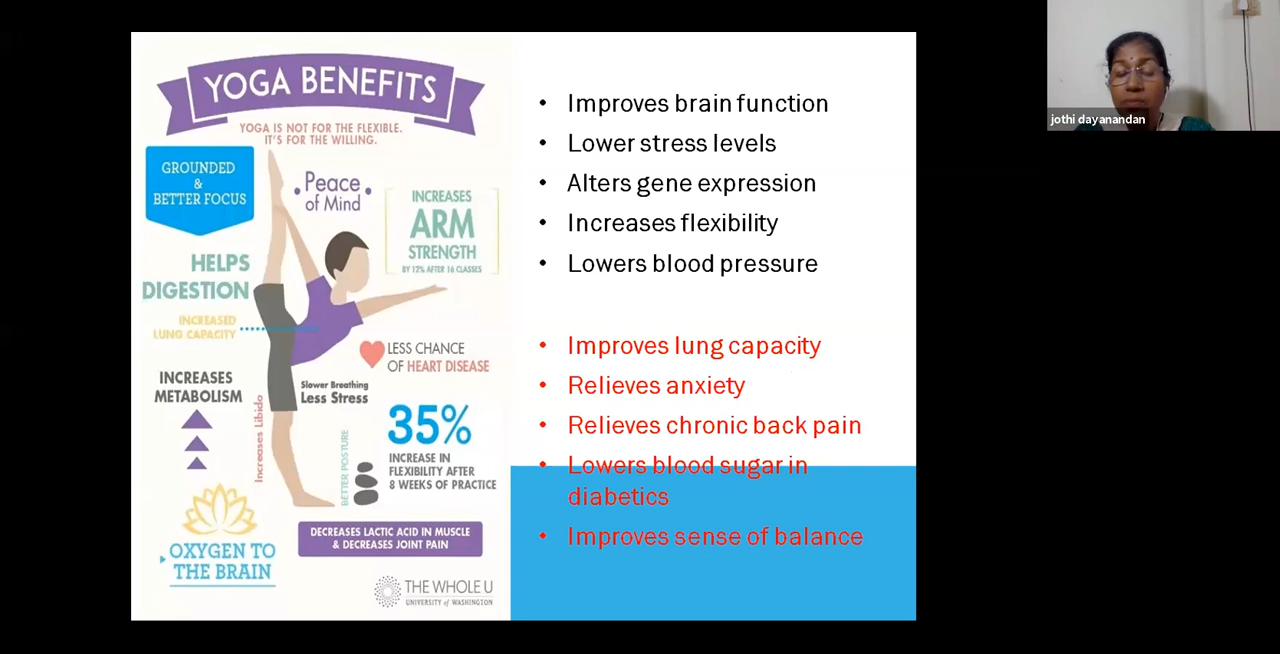 YOGA BENEFITS
YOGA IS NOT FOR THE FLEXIBLE.
IT'S FOR THE WILLING.
GROUNDED
&
BETTER FOCUS
Peace
of Mind
INCREASES
ARM
STRENGTH
BY 12% AFTER 16 CLASSES
HELPS
DIGESTION
INCREASED
LUNG CAPACITY
LESS CHANCE
OF HEART DISEASE
INCREASES
METABOLISM
Slower Breathing
Less Stress
Increases Libido
35%
INCREASE IN
FLEXIBILITY AFTER
8 WEEKS OF PRACTICE
BETTER POSTURE
OXYGEN TO
THE BRAIN
DECREASES LACTIC ACID IN MUSCLE
& DECREASES JOINT PAIN
THE WHOLE U
UNIVERSITY of WASHINGTON
• Improves brain function
• Lower stress levels
• Alters gene expression
• Increases flexibility
• Lowers blood pressure
• Improves lung capacity
• Relieves anxiety
• Relieves chronic back pain
• Lowers blood sugar in
diabetics
• Improves sense of balance
jothi dayanandan